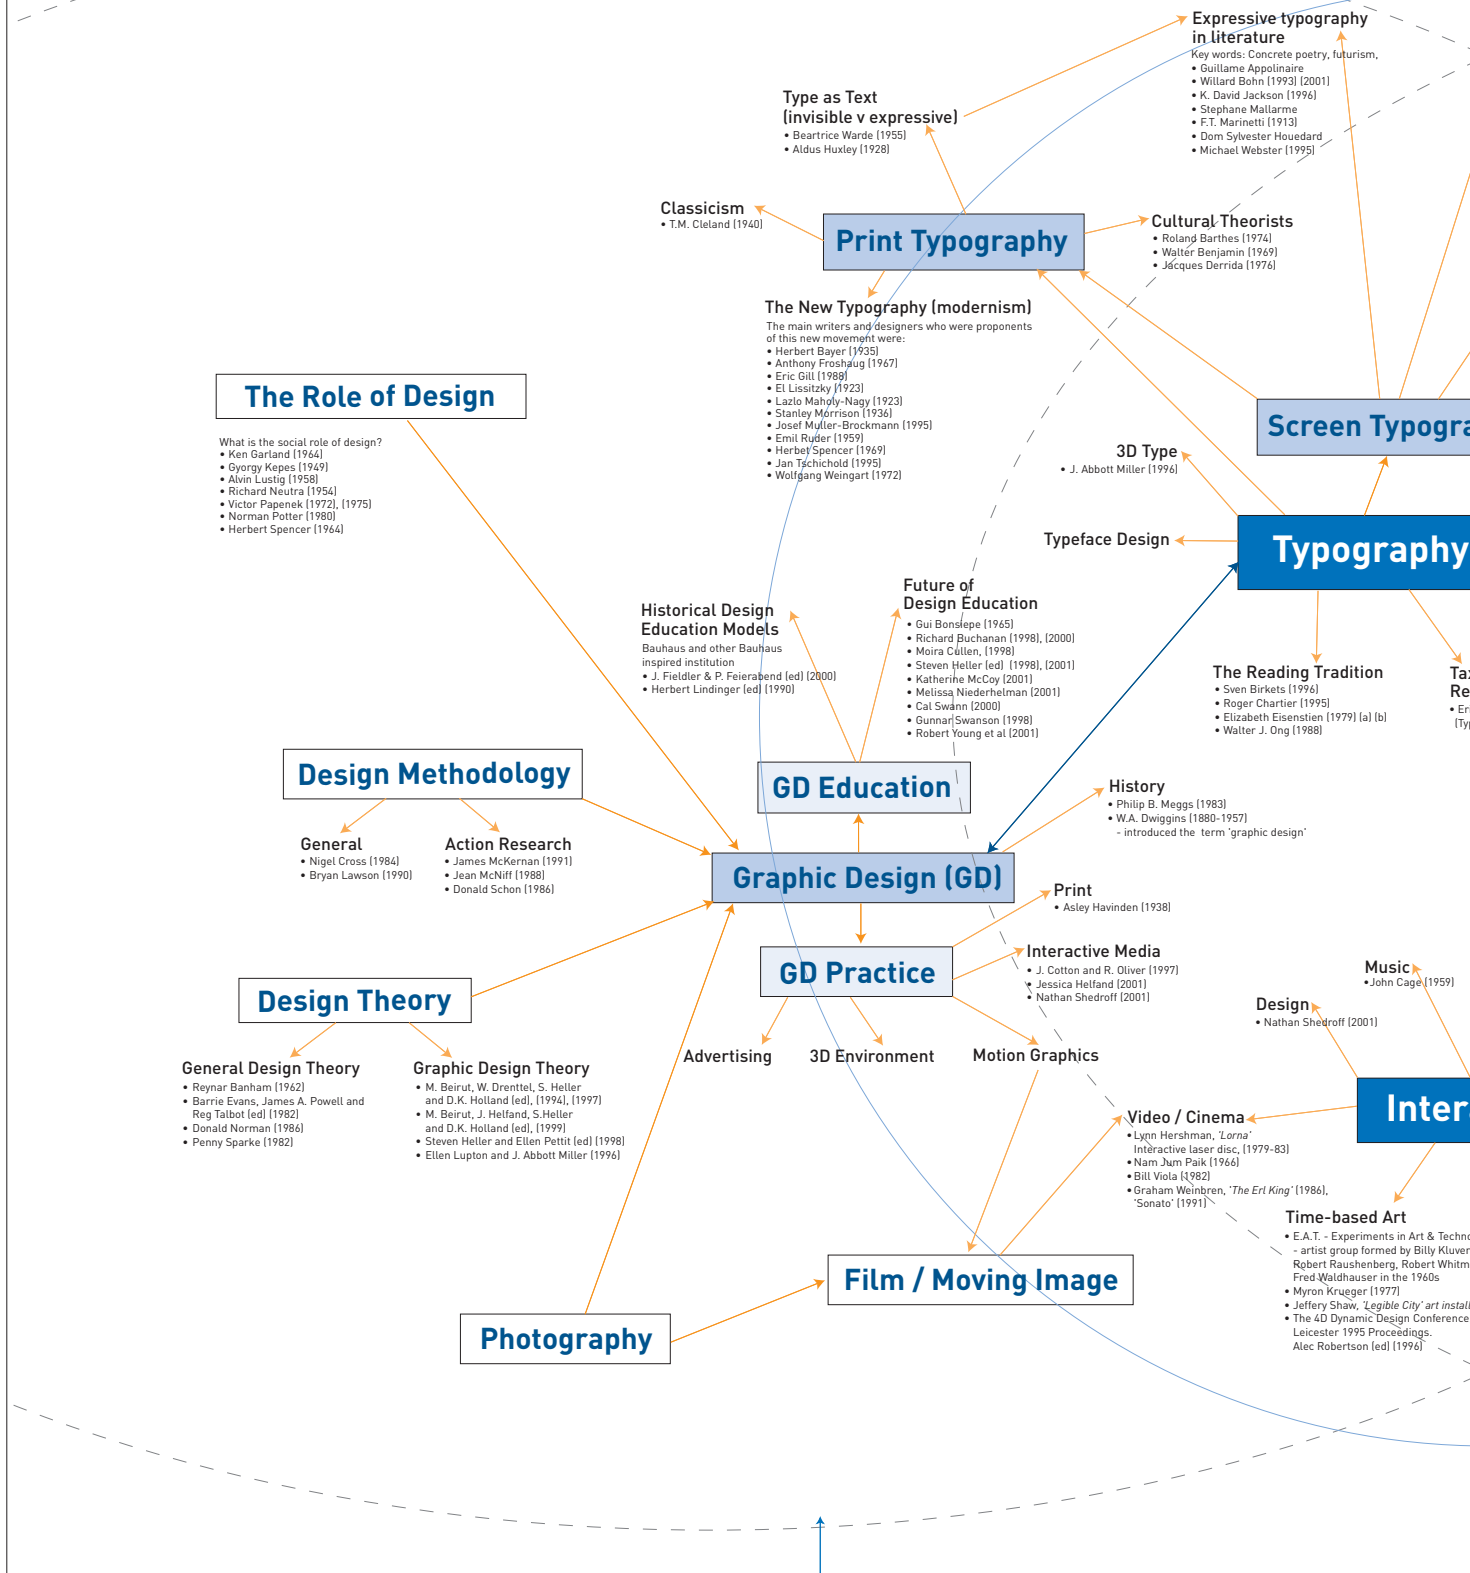 Expressive typography
in literature
Key words: Concrete poetry, futurism,
• Guillame Appolinaire
• Willard Bohn (1993) (2001)
• K. David Jackson (1996)
• Stephane Mallarme
• F.T. Marinetti (1913)
• Dom Sylvester Houedard
• Michael Webster (1995)
Type as Text
(invisible v expressive)
• Beartrice Warde (1955)
• Aldus Huxley (1928)
Classicism
• T.M. Cleland (1940)
Print Typography
Cultural Theorists
• Roland Barthes (1974)
• Walter Benjamin (1969)
• Jacques Derrida (1976)
The New Typography (modernism)
The main writers and designers who were proponents
of this new movement were:
• Herbert Bayer (1935)
• Anthony Froshaug (1967)
• Eric Gill (1988)
• El Lissitzky (1923)
• Lazlo Maholy-Nagy (1923)
• Stanley Morrison (1936)
• Josef Muller-Brockmann (1995)
• Emil Ruder (1959)
• Herbet Spencer (1969)
• Jan Tschichold (1995)
• Wolfgang Weingart (1972)
The Role of Design
What is the social role of design?
• Ken Garland (1964)
• Gyorgy Kepes (1949)
• Alvin Lustig (1958)
• Richard Neutra (1954)
• Victor Papenek (1972), (1975)
• Norman Potter (1980)
• Herbert Spencer (1964)
Screen Typogra
3D Type
• J. Abbott Miller (1996)
Typeface Design
Typography
The Reading Tradition
• Sven Birkets (1996)
• Roger Chartier (1995)
• Elizabeth Eisenstien (1979) (a) (b)
• Walter J. Ong (1988)
Tax
Re
• Er
(Ty
Historical Design
Education Models
Bauhaus and other Bauhaus
inspired institution
• J. Fieldler & P. Feierabend (ed) (2000)
• Herbert Lindinger (ed) (1990)
Future of
Design Education
• Gui Bonsiepe (1965)
• Richard Buchanan (1998), (2000)
• Moira Cullen, (1998)
• Steven Heller (ed) (1998), (2001)
• Katherine McCoy (2001)
• Melissa Niederhelman (2001)
• Cal Swann (2000)
• Gunnar Swanson (1998)
• Robert Young et al (2001)
Design Methodology
General
• Nigel Cross (1984)
• Bryan Lawson (1990)
Action Research
• James McKernan (1991)
• Jean McNiff (1988)
• Donald Schon (1986)
GD Education
History
• Philip B. Meggs (1983)
• W.A. Dwiggins (1880-1957)
- introduced the term 'graphic design'
Graphic Design (GD)
Print
• Asley Havinden (1938)
GD Practice
Interactive Media
• J. Cotton and R. Oliver (1997)
• Jessica Helfand (2001)
• Nathan Shedroff (2001)
Advertising
3D Environment
Motion Graphics
Design Theory
General Design Theory
• Reynar Banham (1962)
• Barrie Evans, James A. Powell and
Reg Talbot (ed) (1982)
• Donald Norman (1986)
• Penny Sparke (1982)
Graphic Design Theory
• M. Beirut, W. Drenttel, S. Heller
and D.K. Holland (ed), (1994), (1997)
• M. Beirut, J. Helfand, S.Heller
and D.K. Holland (ed), (1999)
• Steven Heller and Ellen Pettit (ed) (1998)
• Ellen Lupton and J. Abbott Miller (1996)
Music
• John Cage (1959)
Design
• Nathan Shedroff (2001)
Inter
Video / Cinema
• Lynn Hershman, 'Lorna'
Interactive laser disc, (1979-83)
• Nam Jum Paik (1966)
• Bill Viola (1982)
• Graham Weinbren, 'The Erl King' (1986),
'Sonato' (1991)
Time-based Art
• E.A.T. - Experiments in Art & Techno
- artist group formed by Billy Kluver
Robert Raushenberg, Robert Whitm
Fred Waldhauser in the 1960s
• Myron Krueger (1977)
• Jeffery Shaw, 'Legible City' art install
• The 4D Dynamic Design Conference
Leicester 1995 Proceedings.
Alec Robertson (ed) (1996)
Film / Moving Image
Photography